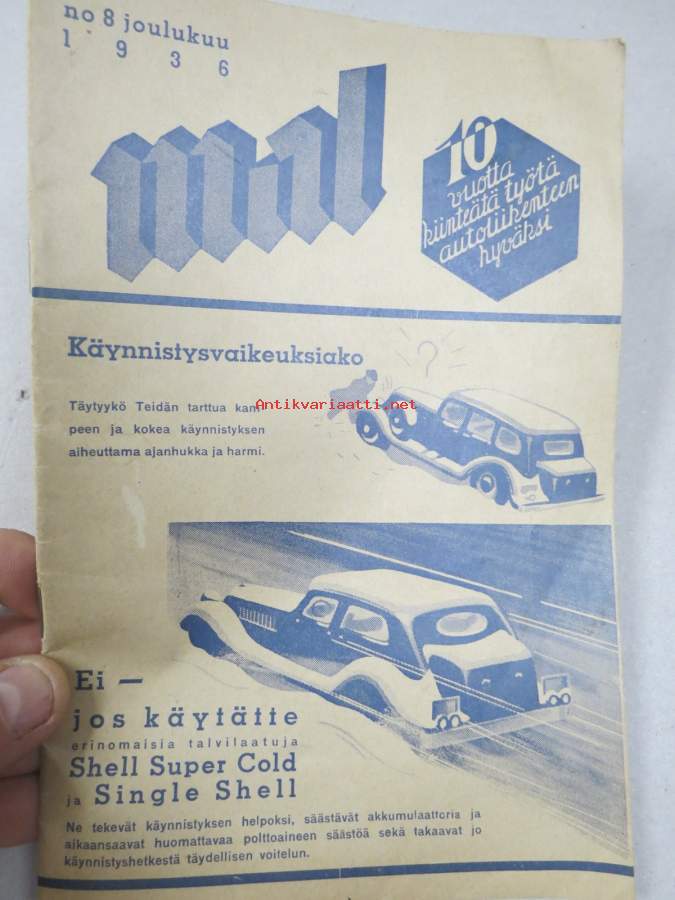 no 8 joulukuu
1 9 3 6
mal
10
vuotta
kiinteätä työtä
autoliikenteen
hyväksi
Käynnistysvaikeuksiako
?
Täytyykö Teidän tarttua kam-
peen ja kokea käynnistyksen
aiheuttama ajanhukka ja harmi.
Antikvariaatti.net
Ei —
jos käytätte
erinomaisia talvilaatuja
Shell Super Cold
ja Single Shell
Ne tekevät käynnistyksen helpoksi, säästävät akkumulaattoria ja
aikaansaavat huomattavaa polttoaineen säästöä sekä takaavat jo
käynnistyshetkestä täydellisen voitelun.